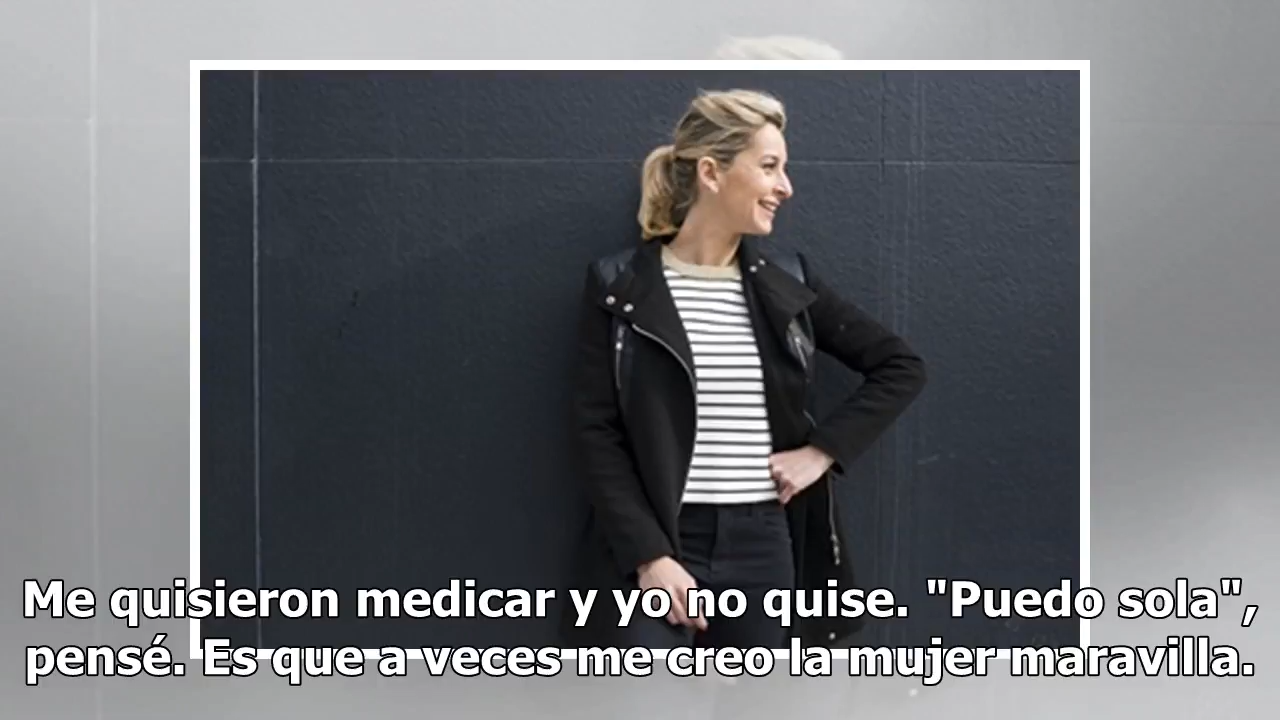 Me quisieron medicar y yo no quise. "Puedo sola",
pensé. Es que a veces me creo la mujer maravilla.